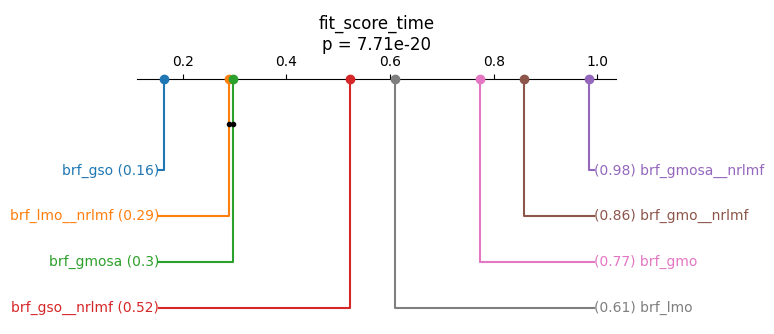 fit_score_time
p = 7.71e-20
0.2 0.4 0.6 0.8 1.0
brf_gso (0.16)
(0.98) brf_gmosa__nrlmf
brf_lmo__nrlmf (0.29)
(0.86) brf_gmo__nrlmf
brf_gmosa (0.3)
(0.77) brf_gmo
brf_gso__nrlmf (0.52)
(0.61) brf_lmo